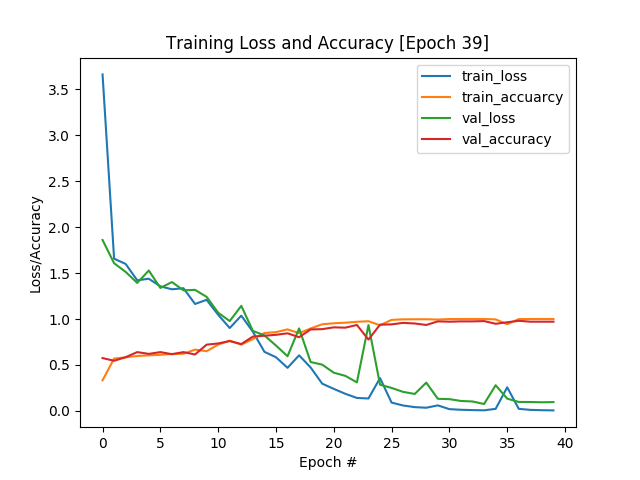 Training Loss and Accuracy [Epoch 39]
train_loss
train_accuarcy
val_loss
val_accuracy
Loss/Accuracy
3.5
3.0
2.5
2.0
1.5
1.0
0.5
0.0
0 5 10 15 20 25 30 35 40
Epoch #